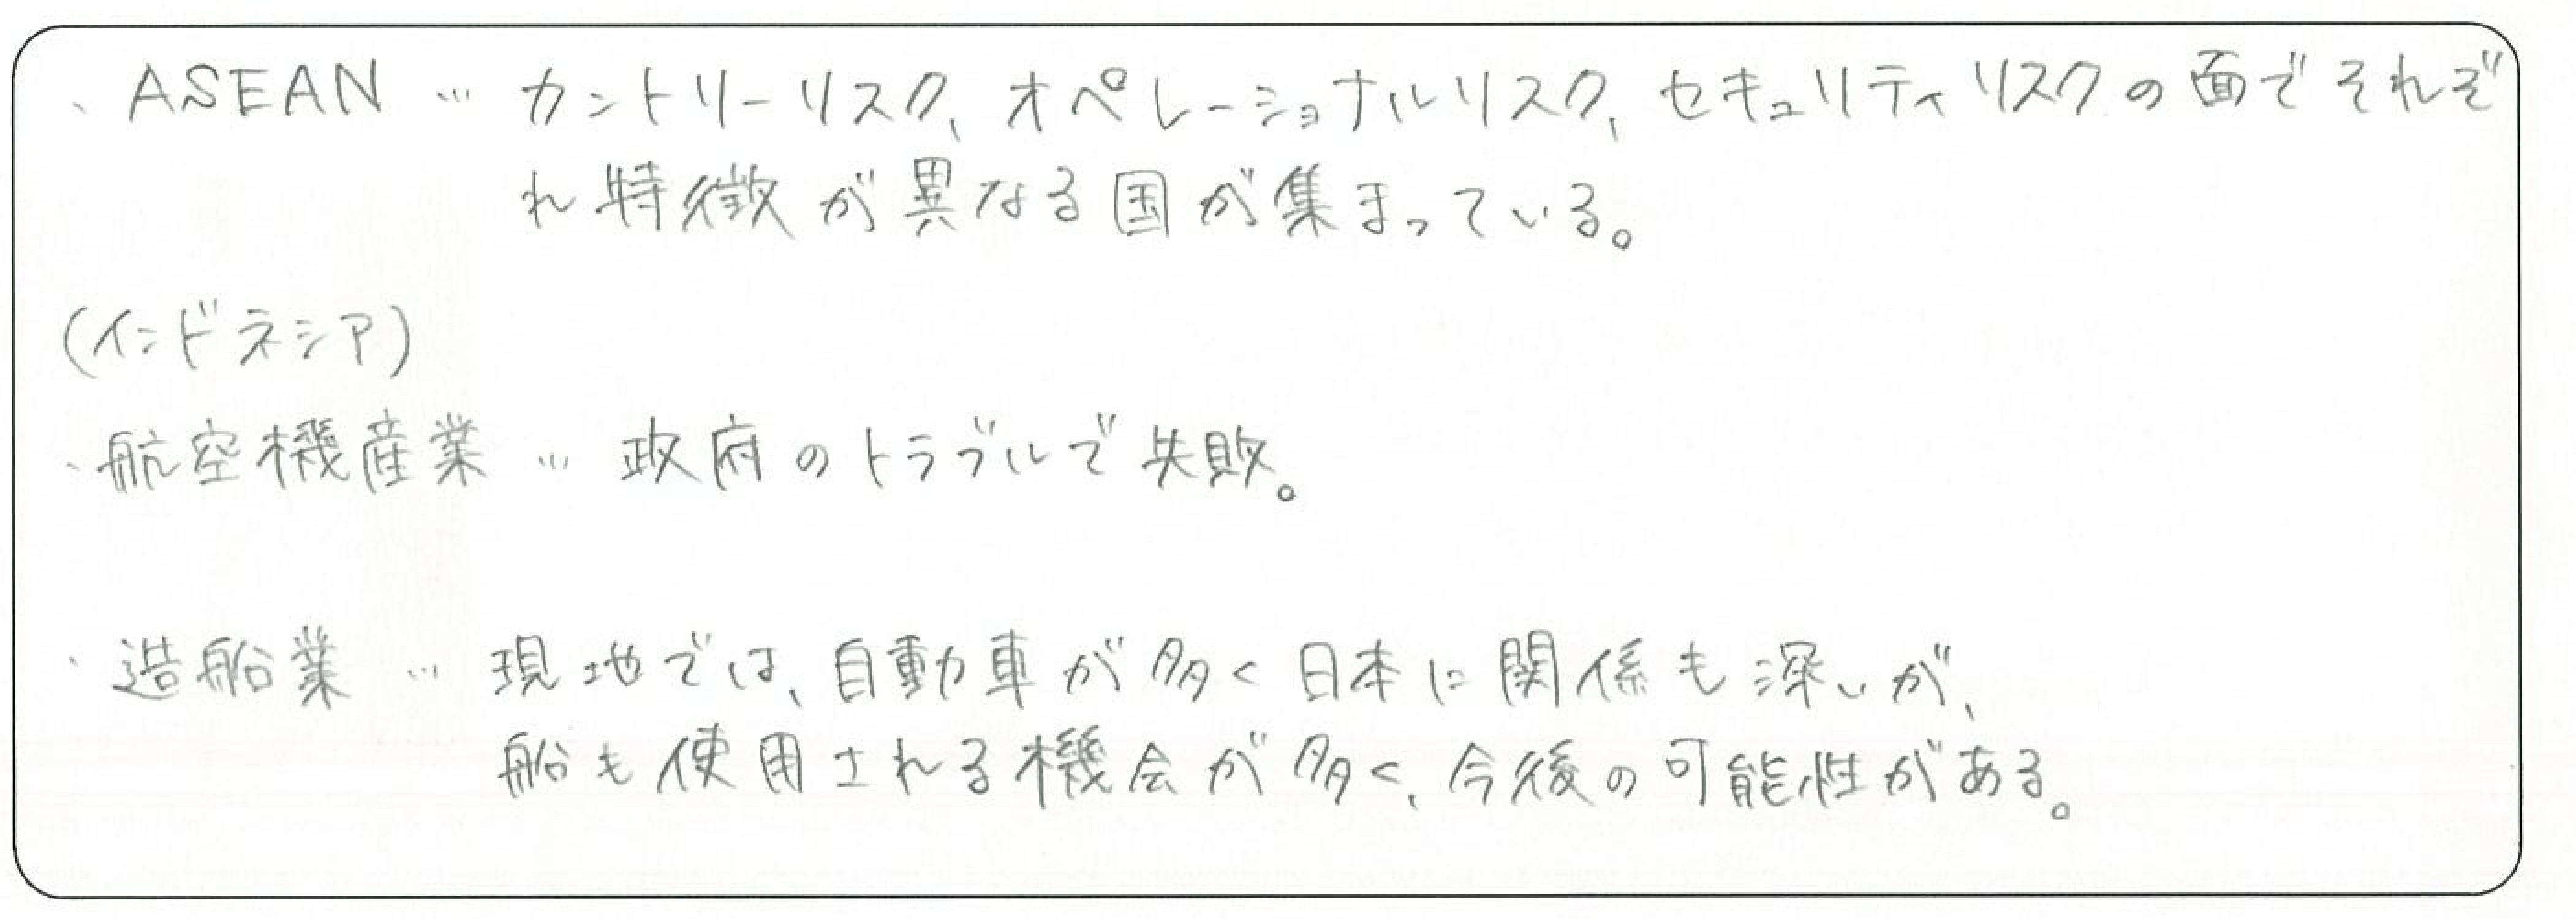 ・ASEAN … カントリーリスク、オペレーショナルリスク、セキュリティリスクの面でそれぞ
れ特徴が異なる国が集まっている。
(インドネシア)
・航空機産業 … 政府のトラブルで失敗。
・造船業 … 現地では、自動車が多く日本に関係も深いが、
船も使用される機会が多く、今後の可能性がある。